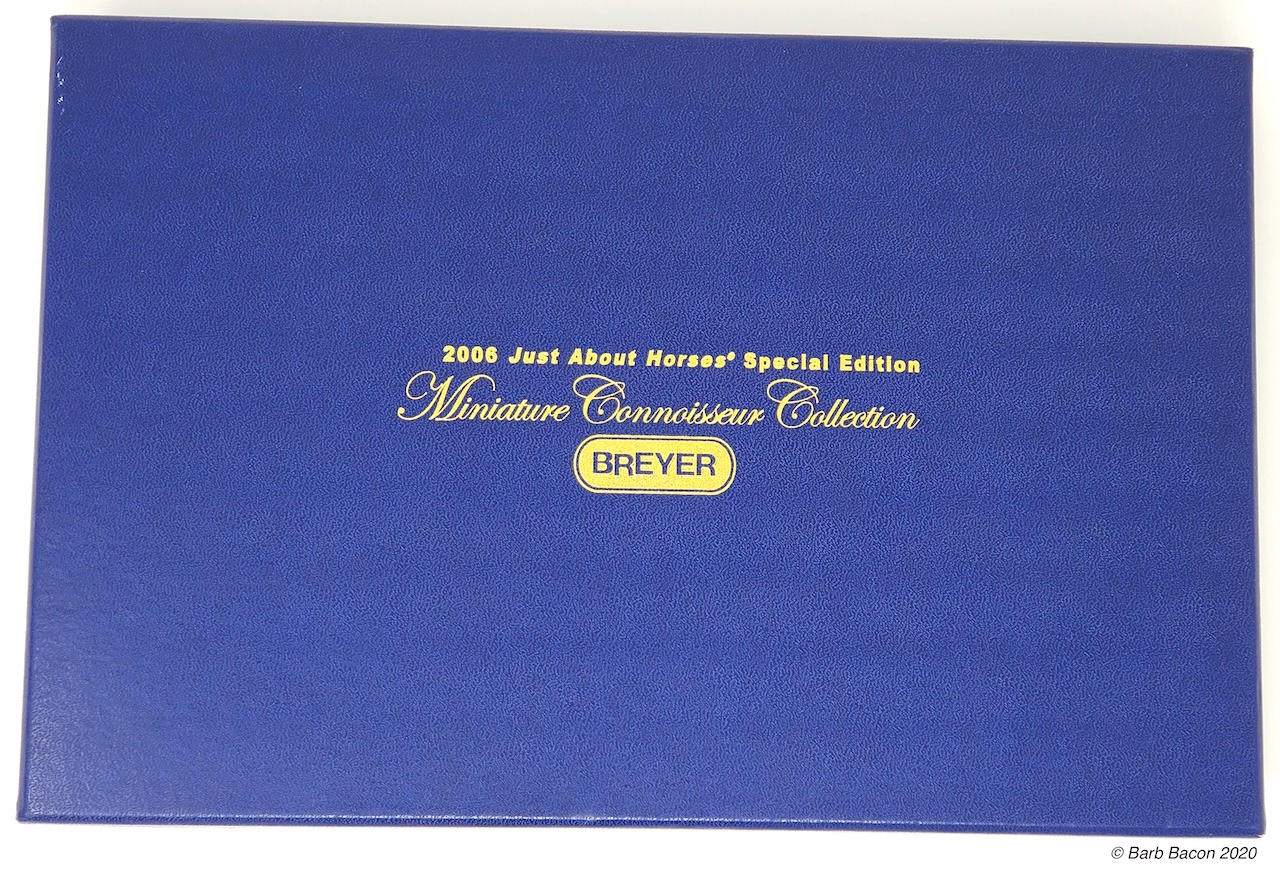 2006 Just About Horses® Special Edition
Miniature Connoisseur Collection
BREYER
© Barb Bacon 2020